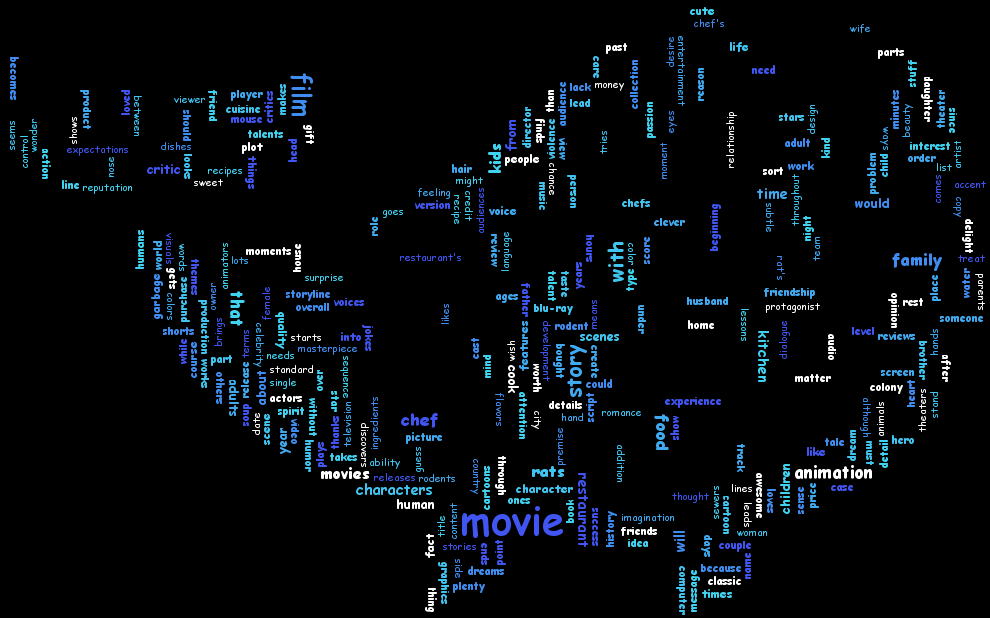 cute
chef's
wife
past
life
parts
becomes
care
desire
entertainment
need
stuff
film
reason
daughter
money
collection
lack
audience
than
lead
product
loved
between
viewer
friend
player
critics
makes
cuisine
mouse
minutes
beauty
theater
since
passion
eyes
relationship
stars
design
shows
should
gift
director
from
talents
seems
control
wonder
finds
science
view
tries
adult
kind
ways
interest
artist
expectations
dishes
plot
head
kids
people
action
nose
looks
things
chance
moment
work
order
child
problem
list
critic
recipes
hair
sort
line
reputation
sweet
might
person
music
time
throughout
comes
accent
feeling
recipe
credit
audiences
version
voice
chefs
subtle
would
copy
role
goes
clever
beginning
night
delight
humans
visuals
words
world
garbage
gets
colors
themes
thousands
animators
lots
moments
house
review
language
hours
with
color
type
score
team
restaurant's
rat's
family
treat
surprise
years
taste
talent
place
water
parents
owner
that
female
storyline
voices
overall
ages
father
blu-ray
means
under
husband
friendship
protagonist
opinion
rest
production
brings
quality
likes
features
rodent
home
lessons
someone
shorts
while
courses
works
terms
celebrity
starts
into
jokes
development
scenes
kitchen
dialogue
audio
level
reviews
hands
brother
part
release
needs
masterpiece
cast
mind
wish
bought
story
create
after
others
adults
about
standard
single
sequence
over
cook
worth
could
matter
screen
colony
heart
stand
theaters
actors
star
television
ingredients
flavors
attention
details
script
experience
although
animals
dogs
adap
spirit
without
thanks
discovers
chef
city
hand
romance
food
show
scene
year
video
humor
plays
picture
guess
premise
tale
dream
must
hero
detail
takes
ability
country
cartoons
through
addition
track
like
movies
releases
rodents
rats
children
animation
characters
character
restaurant
thought
sewers
lines
awesome
loves
sense
price
case
human
ones
book
success
cartoon
leads
title
content
movie
history
imagination
friends
idea
will
woman
fact
stories
ends
point
days
couple
name
graphics
side
dreams
because
thing
plenty
classic
computer
message
times